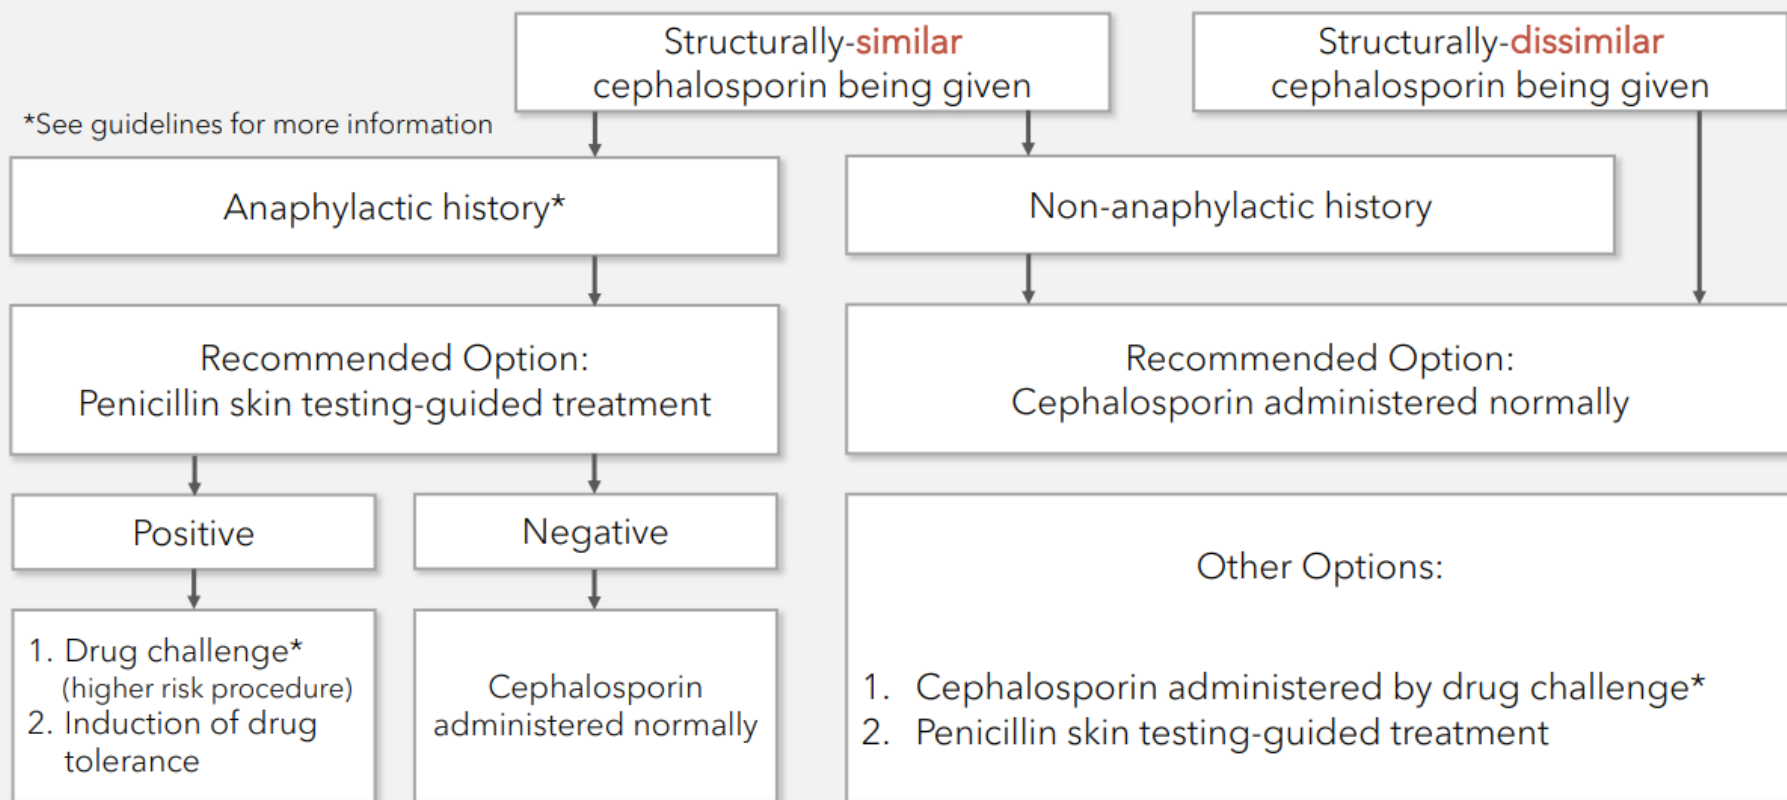 Structurally-similar
cephalosporin being given
Structurally-dissimilar
cephalosporin being given
*See guidelines for more information
Anaphylactic history*
Non-anaphylactic history
Recommended Option:
Penicillin skin testing-guided treatment
Recommended Option:
Cephalosporin administered normally
Positive
Negative
1. Drug challenge*
(higher risk procedure)
2. Induction of drug
tolerance
Cephalosporin
administered normally
Other Options:
1. Cephalosporin administered by drug challenge*
2. Penicillin skin testing-guided treatment